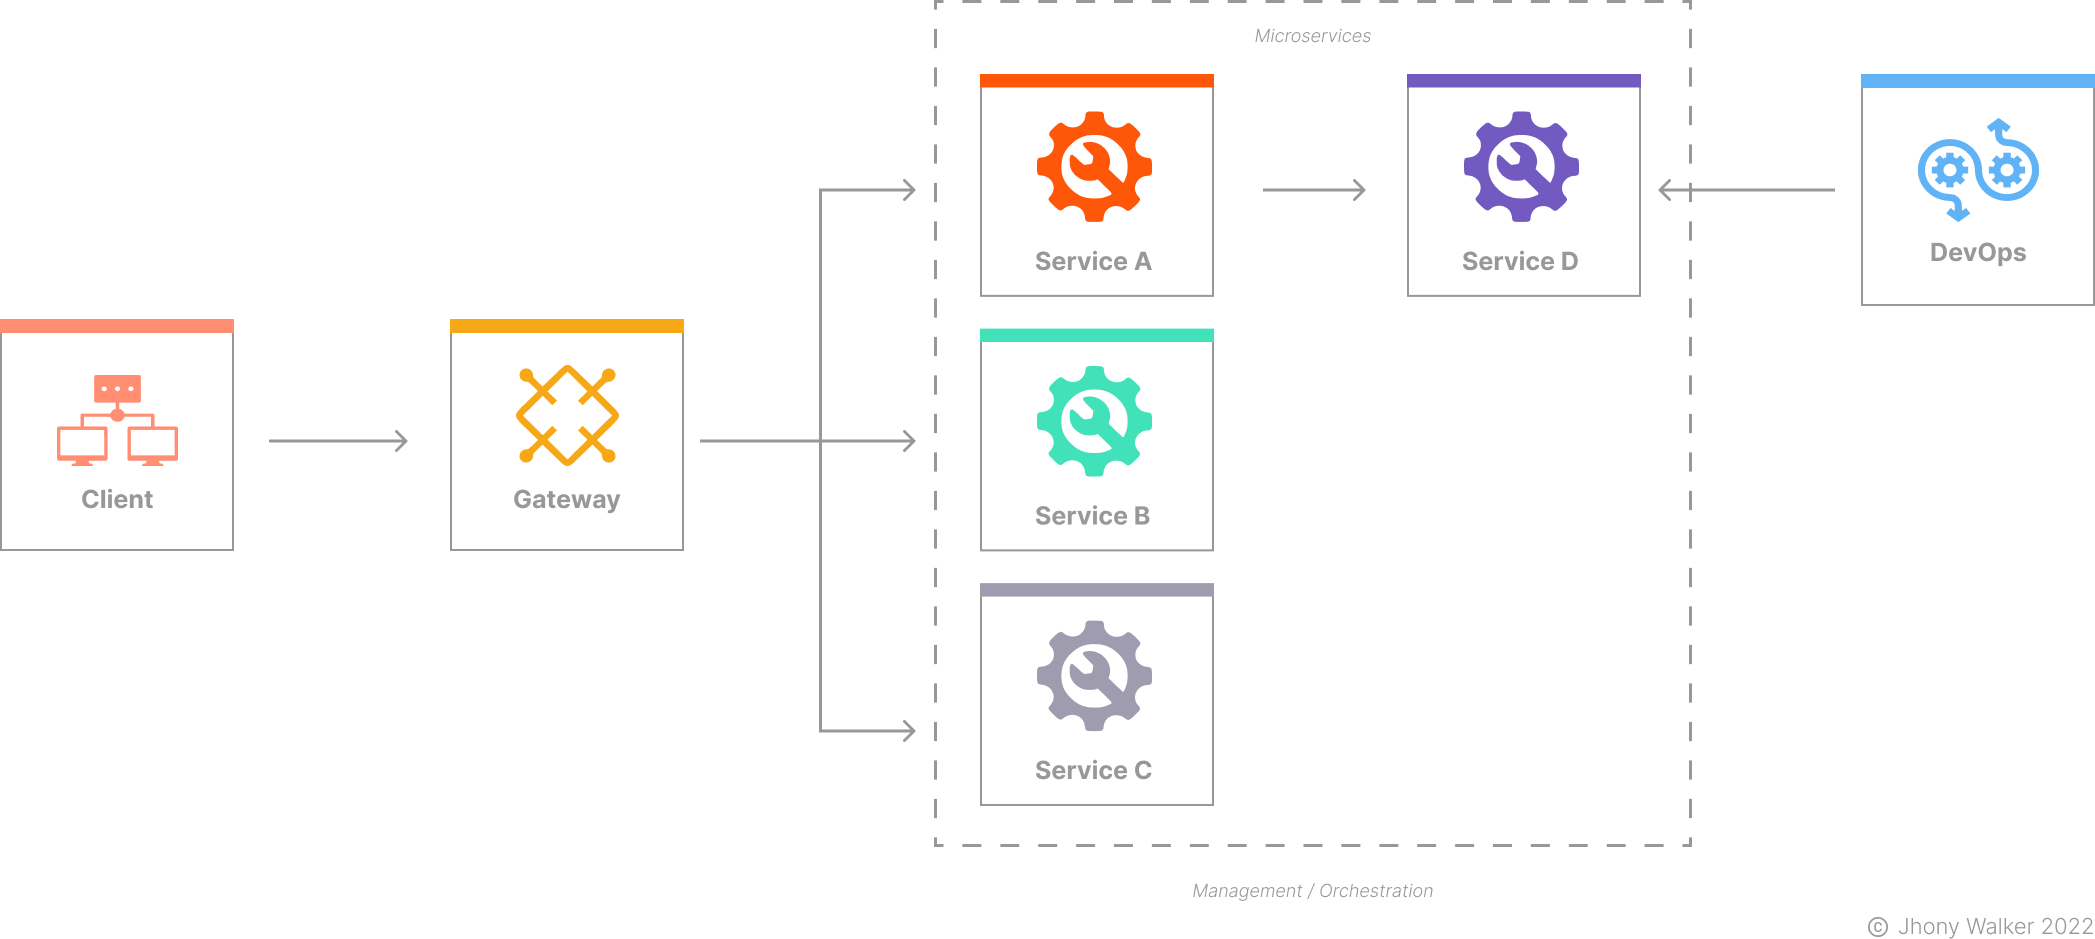 Microservices
Service A
Service D
DevOps
Client
Gateway
Service B
Service C
Management / Orchestration
© Jhony Walker 2022